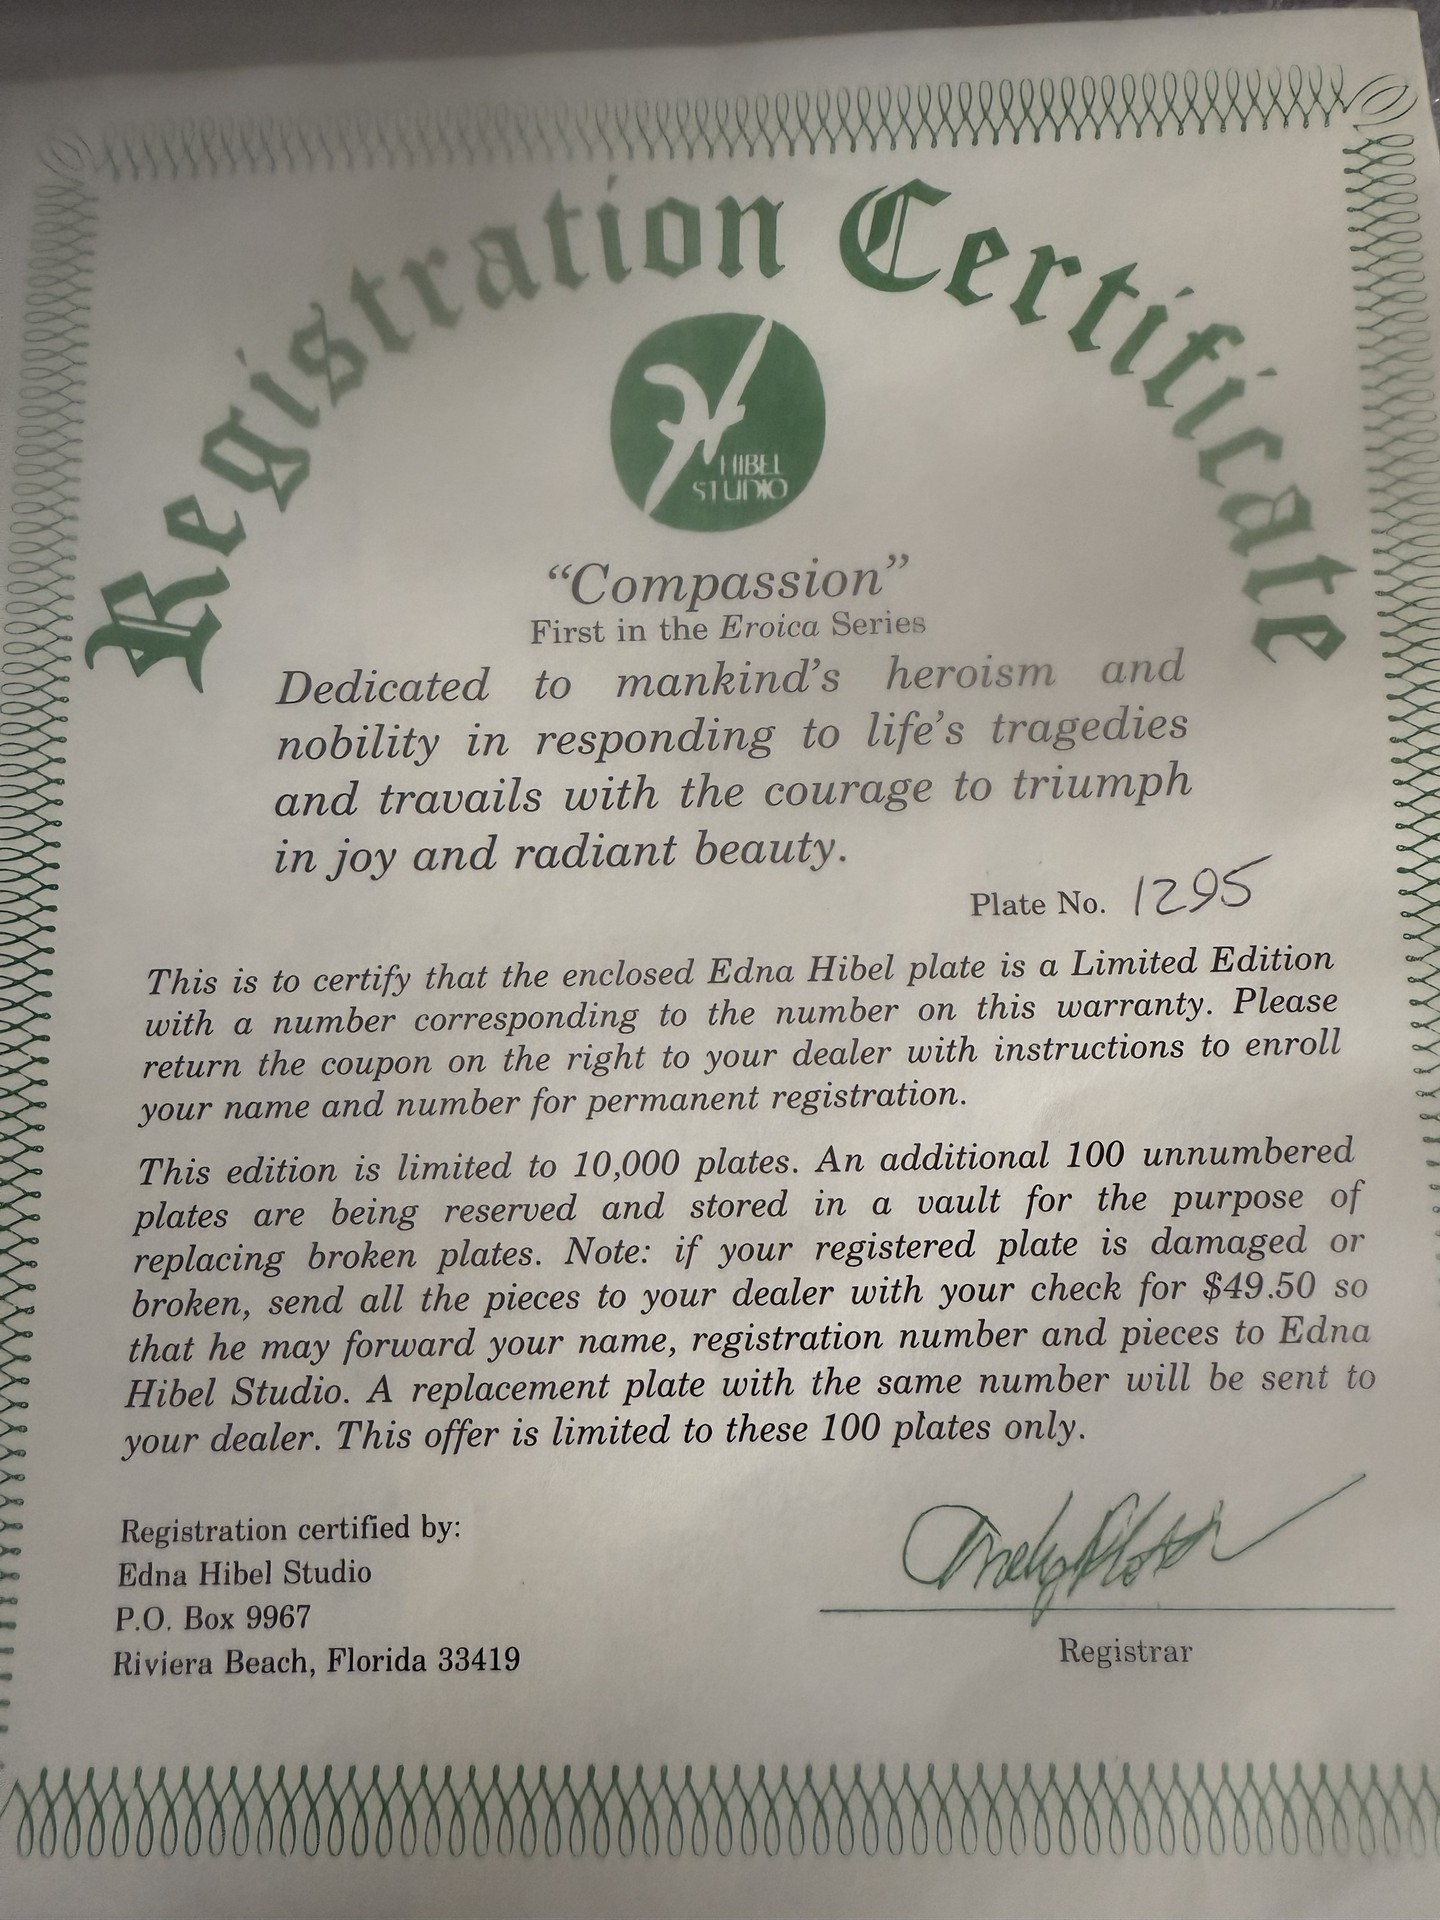 Registration Certificate
HIBEL
STUDIO
“Compassion”
First in the Eroica Series
Dedicated to mankind’s heroism and
nobility in responding to life’s tragedies
and travails with the courage to triumph
in joy and radiant beauty.
Plate No. 1295
This is to certify that the enclosed Edna Hibel plate is a Limited Edition
with a number corresponding to the number on this warranty. Please
return the coupon on the right to your dealer with instructions to enroll
your name and number for permanent registration.
This edition is limited to 10,000 plates. An additional 100 unnumbered
plates are being reserved and stored in a vault for the purpose of
replacing broken plates. Note: if your registered plate is damaged or
broken, send all the pieces to your dealer with your check for $49.50 so
that he may forward your name, registration number and pieces to Edna
Hibel Studio. A replacement plate with the same number will be sent to
your dealer. This offer is limited to these 100 plates only.
Registration certified by:
Edna Hibel Studio
P.O. Box 9967
Riviera Beach, Florida 33419
Registrar